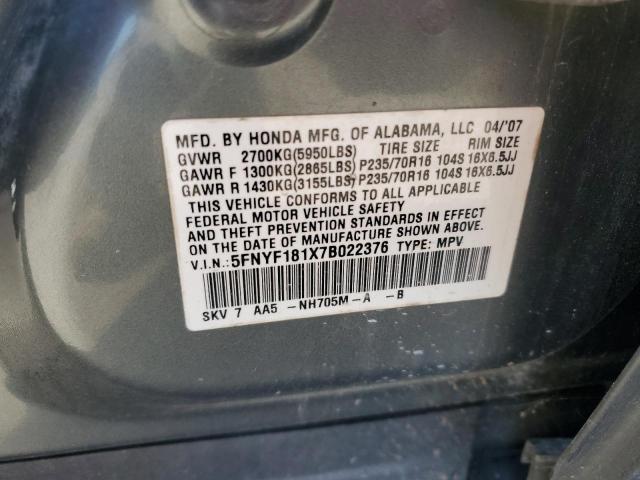 MFD. BY HONDA MFG. OF ALABAMA, LLC 04/'07
GVWR 2700KG(5950LBS) TIRE SIZE RIM SIZE
GAWR F 1300KG(2865LBS) P235/70R16 104S 16X6.5JJ
GAWR R 1430KG(3155LBS) P235/70R16 104S 16X6.5JJ
THIS VEHICLE CONFORMS TO ALL APPLICABLE
FEDERAL MOTOR VEHICLE SAFETY
AND THEFT PREVENTION STANDARDS IN EFFECT
ON THE DATE OF MANUFACTURE SHOWN ABOVE.
V.I.N.: 5FNYF181X7B022376 TYPE: MPV
SKV 7 AA5 -NH705M-A -B